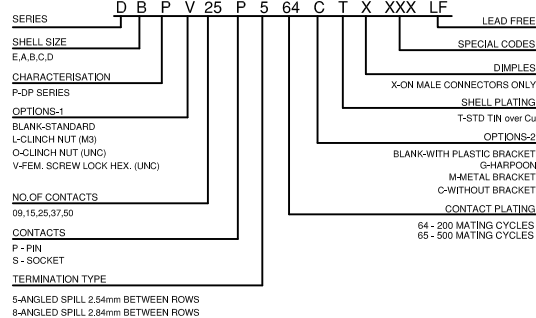 D B P V 25 P 5 64 C T X XXX LF
SERIES
SHELL SIZE
E,A,B,C,D
CHARACTERISATION
P-DP SERIES
OPTIONS-1
BLANK-STANDARD
L-CLINCH NUT (M3)
O-CLINCH NUT (UNC)
V-FEM. SCREW LOCK HEX. (UNC)
NO.OF CONTACTS
09,15,25,37,50
CONTACTS
P - PIN
S - SOCKET
TERMINATION TYPE
5-ANGLED SPILL 2.54mm BETWEEN ROWS
8-ANGLED SPILL 2.84mm BETWEEN ROWS
LEAD FREE
SPECIAL CODES
DIMPLES
X-ON MALE CONNECTORS ONLY
SHELL PLATING
T-STD TIN over Cu
OPTIONS-2
BLANK-WITH PLASTIC BRACKET
G-HARPOON
M-METAL BRACKET
C-WITHOUT BRACKET
CONTACT PLATING
64 - 200 MATING CYCLES
65 - 500 MATING CYCLES